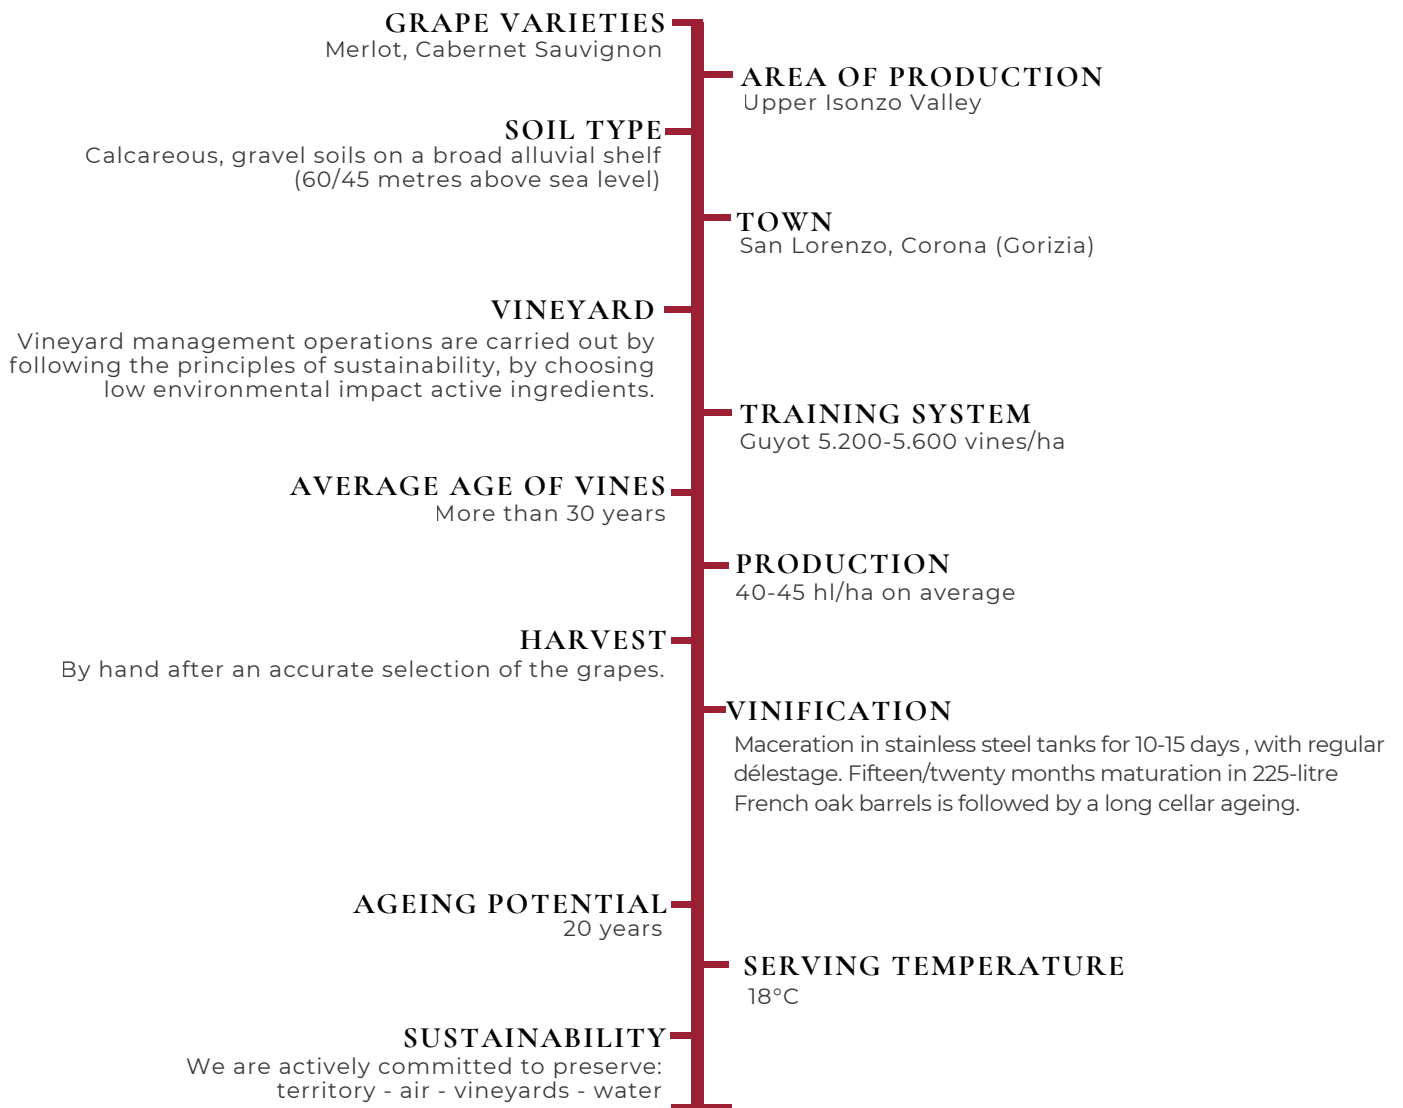 GRAPE VARIETIES
Merlot, Cabernet Sauvignon
AREA OF PRODUCTION
Upper Isonzo Valley
SOIL TYPE
Calcareous, gravel soils on a broad alluvial shelf
(60/45 metres above sea level)
TOWN
San Lorenzo, Corona (Gorizia)
VINEYARD
Vineyard management operations are carried out by
following the principles of sustainability, by choosing
low environmental impact active ingredients.
TRAINING SYSTEM
Guyot 5.200-5.600 vines/ha
AVERAGE AGE OF VINES
More than 30 years
PRODUCTION
40-45 hl/ha on average
HARVEST
By hand after an accurate selection of the grapes.
VINIFICATION
Maceration in stainless steel tanks for 10-15 days , with regular
délestage. Fifteen/twenty months maturation in 225-litre
French oak barrels is followed by a long cellar ageing.
AGEING POTENTIAL
20 years
SERVING TEMPERATURE
18°C
SUSTAINABILITY
We are actively committed to preserve:
territory - air - vineyards - water